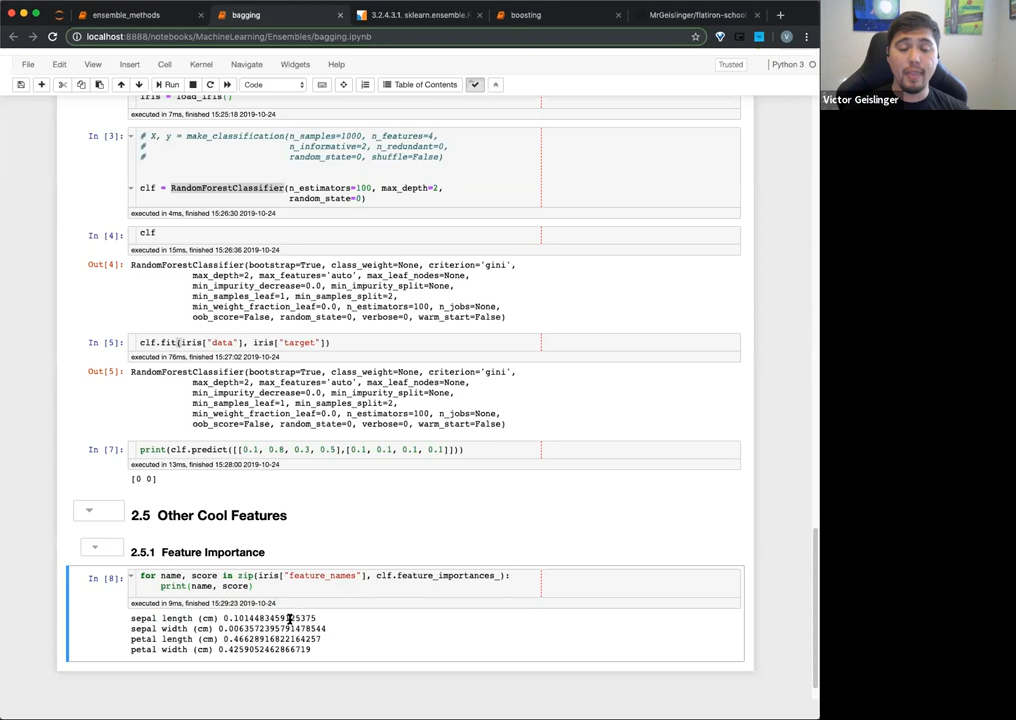 ensemble_methods
bagging
3.2.4.3.1. sklearn.ensemble.
boosting
MrGeislinger/flatiron-school
localhost:8888/notebooks/MachineLearning/Ensembles/bagging.ipynb
V
File Edit View Insert Cell Kernel Navigate Widgets Help
Trusted
Python 3
Run
Code
Table of Contents
Victor Geislinger
iris = load_iris()
executed in 7ms, finished 15:25:18 2019-10-24
In [3]:
# X, y = make_classification(n_samples=1000, n_features=4,
# n_informative=2, n_redundant=0,
# random_state=0, shuffle=False)
clf = RandomForestClassifier(n_estimators=100, max_depth=2,
random_state=0)
executed in 4ms, finished 15:26:30 2019-10-24
In [4]: clf
executed in 15ms, finished 15:26:36 2019-10-24
Out[4]: RandomForestClassifier(bootstrap=True, class_weight=None, criterion='gini',
max_depth=2, max_features='auto', max_leaf_nodes=None,
min_impurity_decrease=0.0, min_impurity_split=None,
min_samples_leaf=1, min_samples_split=2,
min_weight_fraction_leaf=0.0, n_estimators=100, n_jobs=None,
oob_score=False, random_state=0, verbose=0, warm_start=False)
In [5]: clf.fit(iris["data"], iris["target"])
executed in 76ms, finished 15:27:02 2019-10-24
Out[5]: RandomForestClassifier(bootstrap=True, class_weight=None, criterion='gini',
max_depth=2, max_features='auto', max_leaf_nodes=None,
min_impurity_decrease=0.0, min_impurity_split=None,
min_samples_leaf=1, min_samples_split=2,
min_weight_fraction_leaf=0.0, n_estimators=100, n_jobs=None,
oob_score=False, random_state=0, verbose=0, warm_start=False)
In [7]: print(clf.predict([[0.1, 0.8, 0.3, 0.5],[0.1, 0.1, 0.1, 0.1]]))
executed in 13ms, finished 15:28:00 2019-10-24
[0 0]
2.5 Other Cool Features
2.5.1 Feature Importance
In [8]: for name, score in zip(iris["feature_names"], clf.feature_importances_):
print(name, score)
executed in 9ms, finished 15:29:23 2019-10-24
sepal length (cm)
sepal width (cm) 0.0063572395791478544
petal length (cm) 0.46628916822164257
petal width (cm) 0.4259052462866719